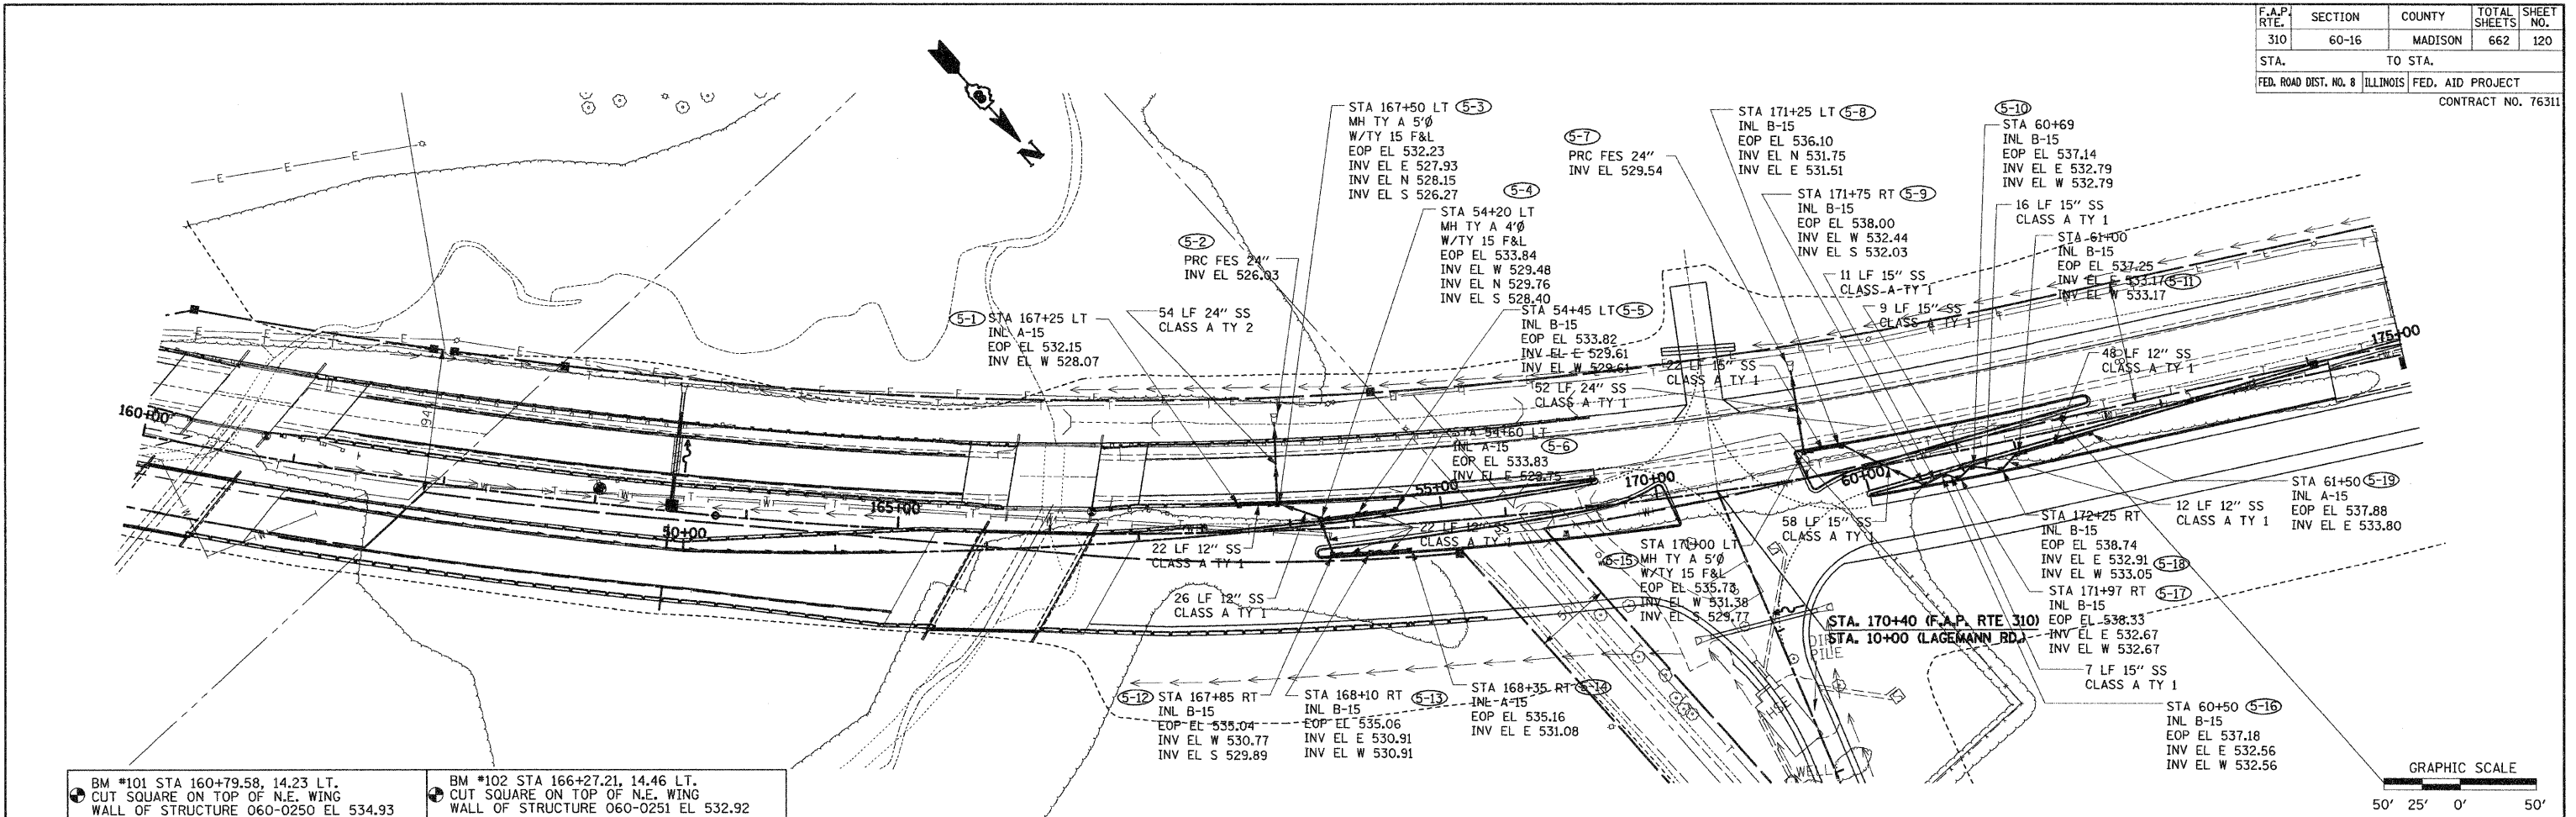 F.A.P. RTE. SECTION COUNTY TOTAL SHEETS SHEET NO.
310 60-16 MADISON 662 120
STA. TO STA.
FED. ROAD DIST. NO. 8 ILLINOIS FED. AID PROJECT
CONTRACT NO. 76311
N
5-1 STA 167+25 LT
INL A-15
EOP EL 532.15
INV EL W 528.07
5-2
PRC FES 24"
INV EL 526.03
54 LF 24" SS
CLASS A TY 2
STA 167+50 LT 5-3
MH TY A 5'Ø
W/TY 15 F&L
EOP EL 532.23
INV EL E 527.93
INV EL N 528.15
INV EL S 526.27
5-4
STA 54+20 LT
MH TY A 4'Ø
W/TY 15 F&L
EOP EL 533.84
INV EL W 529.48
INV EL N 529.76
INV EL S 528.40
STA 54+45 LT 5-5
INL B-15
EOP EL 533.82
INV EL E 529.61
INV EL W 529.61
52 LF 24" SS
CLASS A TY 1
STA 54+60 LT
INL A-15 5-6
EOP EL 533.83
INV EL E 529.75
5-7
PRC FES 24"
INV EL 529.54
22 LF 15" SS
CLASS A TY 1
STA 171+25 LT 5-8
INL B-15
EOP EL 536.10
INV EL N 531.75
INV EL E 531.51
STA 171+75 RT 5-9
INL B-15
EOP EL 538.00
INV EL W 532.44
INV EL S 532.03
11 LF 15" SS
CLASS A TY 1
9 LF 15" SS
CLASS A TY 1
5-10
STA 60+69
INL B-15
EOP EL 537.14
INV EL E 532.79
INV EL W 532.79
16 LF 15" SS
CLASS A TY 1
STA 61+00
INL B-15
EOP EL 537.25
INV EL E 533.17 5-11
INV EL W 533.17
48 LF 12" SS
CLASS A TY 1
175+00
160+00
94
165+00
50+00
55+00
170+00
60+00
22 LF 12" SS
CLASS A TY 1
26 LF 12" SS
CLASS A TY 1
22 LF 12" SS
CLASS A TY 1
58 LF 15" SS
CLASS A TY 1
5-12 STA 167+85 RT
INL B-15
EOP EL 535.04
INV EL W 530.77
INV EL S 529.89
STA 168+10 RT 5-13
INL B-15
EOP EL 535.06
INV EL E 530.91
INV EL W 530.91
STA 168+35 RT 5-14
INL A-15
EOP EL 535.16
INV EL E 531.08
STA 171+00 LT
5-15 MH TY A 5'Ø
W/TY 15 F&L
EOP EL 535.73
INV EL W 531.38
INV EL S 529.77
STA. 170+40 (F.A.P. RTE 310)
STA. 10+00 (LAGEMANN RD.)
DIRT
PILE
HSE
WELL
STA 61+50 5-19
INL A-15
EOP EL 537.88
INV EL E 533.80
12 LF 12" SS
CLASS A TY 1
STA 172+25 RT
INL B-15
EOP EL 538.74
INV EL E 532.91 5-18
INV EL W 533.05
STA 171+97 RT 5-17
INL B-15
EOP EL 538.33
INV EL E 532.67
INV EL W 532.67
7 LF 15" SS
CLASS A TY 1
STA 60+50 5-16
INL B-15
EOP EL 537.18
INV EL E 532.56
INV EL W 532.56
BM #101 STA 160+79.58, 14.23 LT.
CUT SQUARE ON TOP OF N.E. WING
WALL OF STRUCTURE 060-0250 EL 534.93
BM #102 STA 166+27.21, 14.46 LT.
CUT SQUARE ON TOP OF N.E. WING
WALL OF STRUCTURE 060-0251 EL 532.92
GRAPHIC SCALE
50' 25' 0' 50'